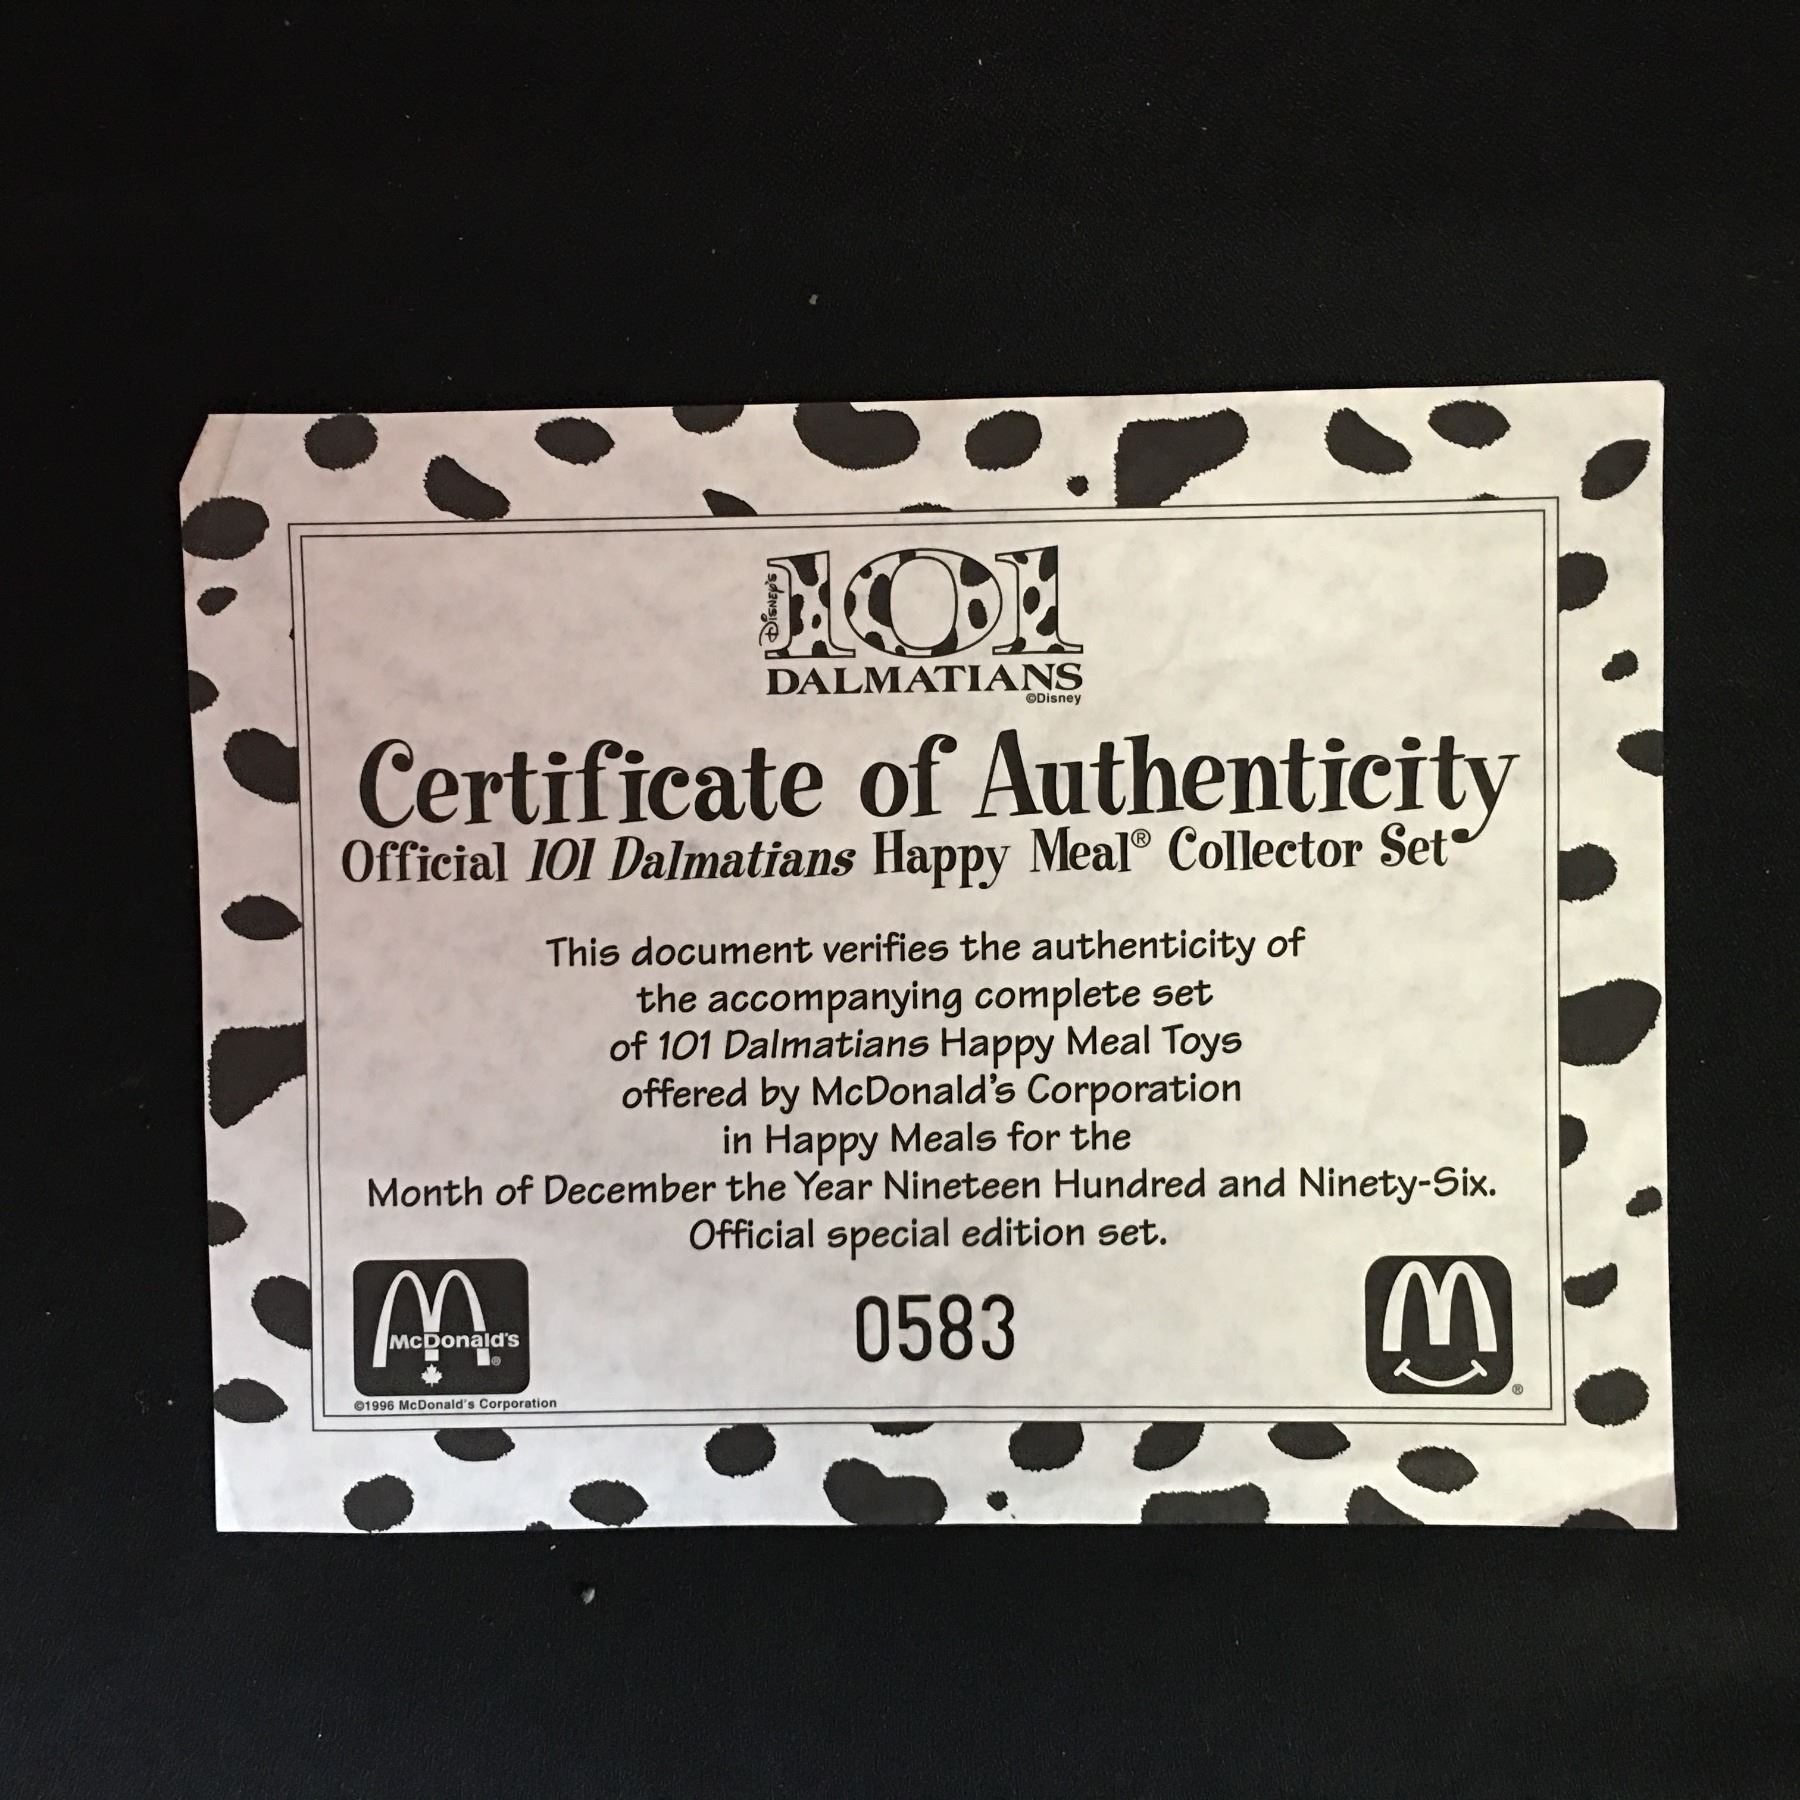 Disney's
101
DALMATIANS
©Disney
Certificate of Authenticity
Official 101 Dalmatians Happy Meal® Collector Set
This document verifies the authenticity of
the accompanying complete set
of 101 Dalmatians Happy Meal Toys
offered by McDonald's Corporation
in Happy Meals for the
Month of December the Year Nineteen Hundred and Ninety-Six.
Official special edition set.
McDonald's
®
0583
®
©1996 McDonald's Corporation